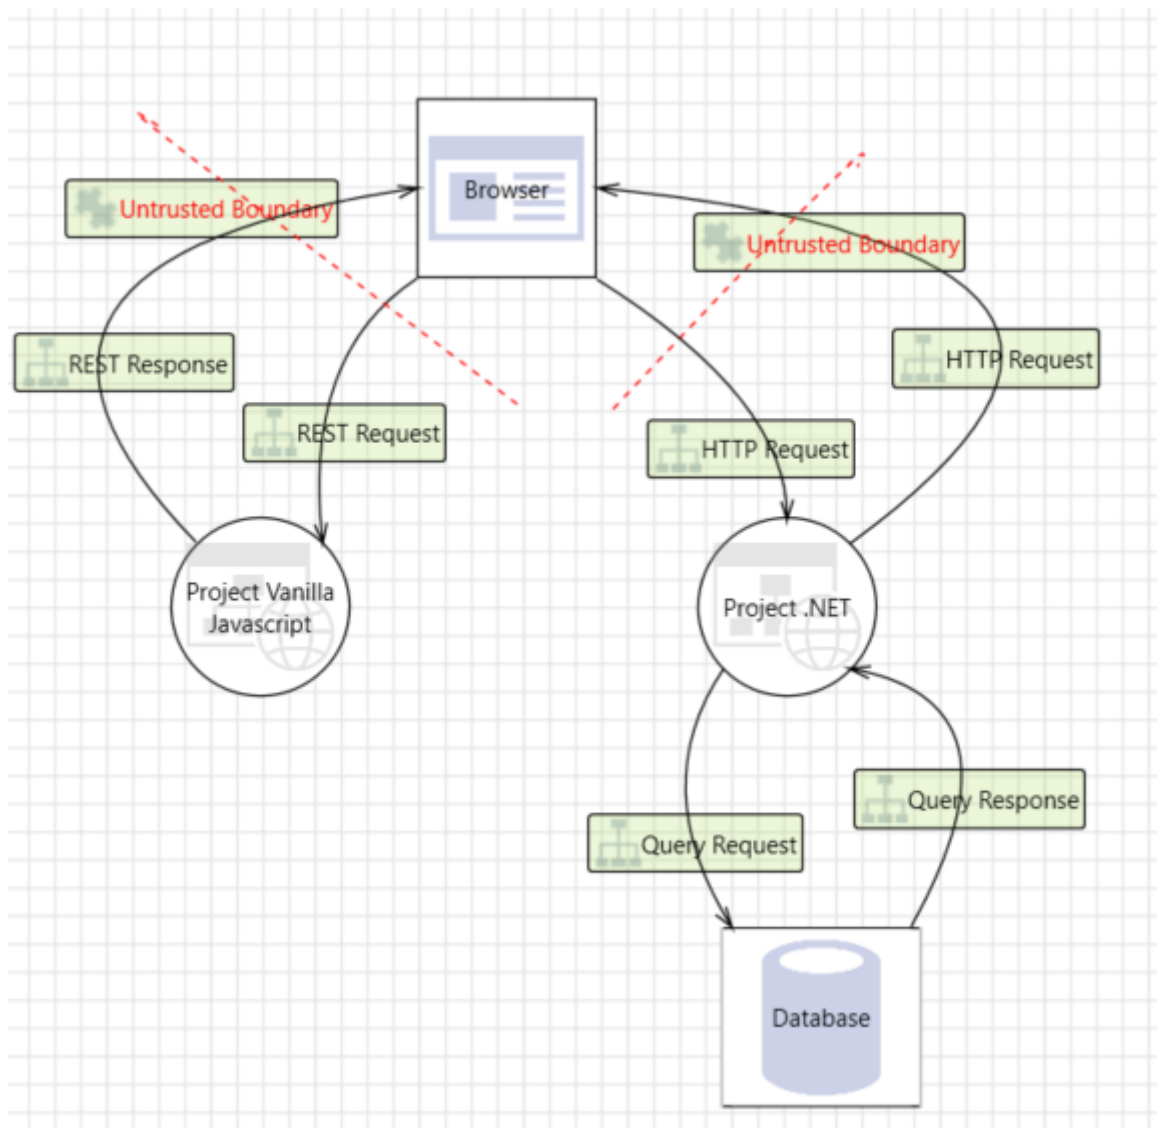 Browser
Untrusted Boundary
Untrusted Boundary
REST Response
HTTP Request
REST Request
HTTP Request
Project Vanilla
Javascript
Project .NET
Query Response
Query Request
Database